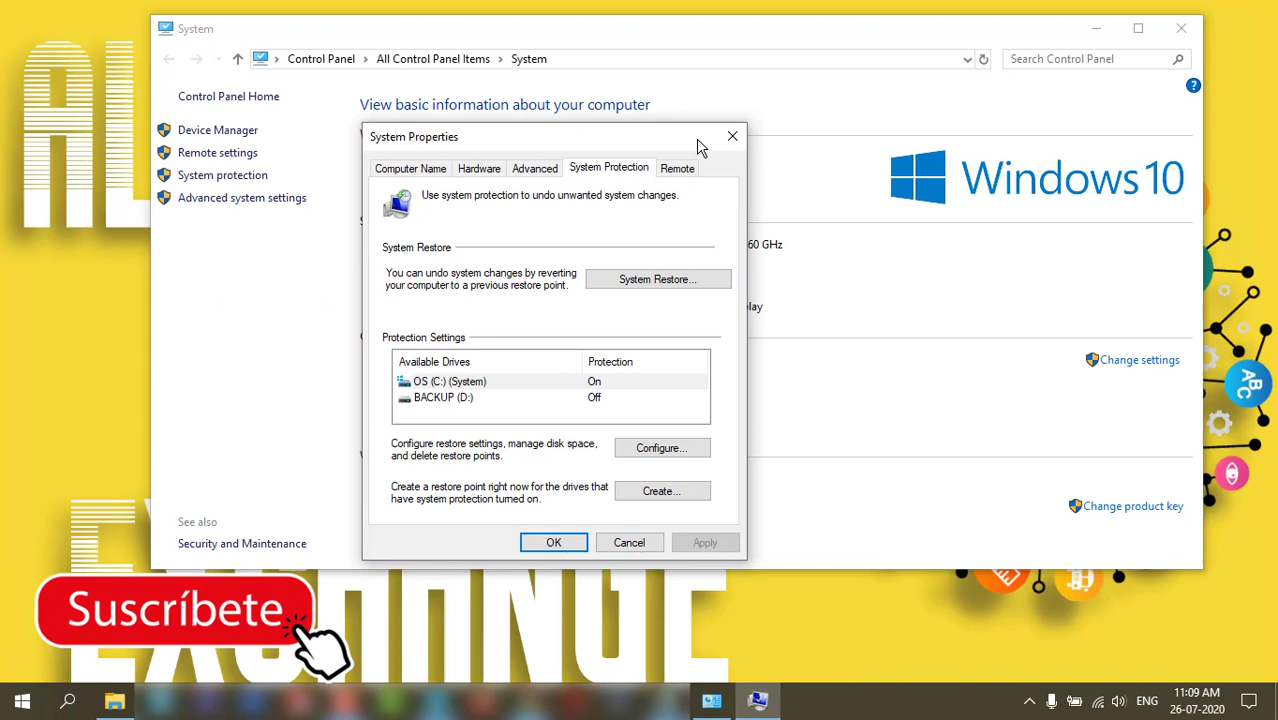 System
Control Panel > All Control Panel Items > System
Search Control Panel
Control Panel Home
Device Manager
Remote settings
System protection
Advanced system settings
See also
Security and Maintenance
View basic information about your computer
Windows 10
60 GHz
play
Change settings
Change product key
System Properties
Computer Name Hardware Advanced System Protection Remote
Use system protection to undo unwanted system changes.
System Restore
You can undo system changes by reverting
your computer to a previous restore point.
System Restore...
Protection Settings
Available Drives Protection
OS (C:) (System) On
BACKUP (D:) Off
Configure restore settings, manage disk space,
and delete restore points.
Configure...
Create a restore point right now for the drives that
have system protection turned on.
Create...
OK Cancel Apply
Suscríbete
ABC
ENG
11:09 AM
26-07-2020